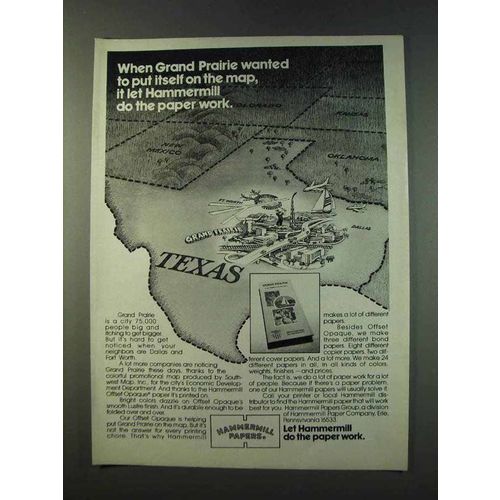 When Grand Prairie wanted
to put itself on the map,
it let Hammermill
do the paper work.
COLORADO
KANSAS
NEW
MEXICO
OKLAHOMA
FT. WORTH
GRAND PRAIRIE
DALLAS
TEXAS
GRAND PRAIRIE
Grand Prairie
is a city 75,000
people big and
itching to get bigger.
But it's hard to get
noticed when your
neighbors are Dallas and
Fort Worth.
A lot more companies are noticing
Grand Prairie these days. Thanks to the
colorful promotional map produced by South-
west Map, Inc., for the city's Economic Develop-
ment Department. And thanks to the Hammermill
Offset Opaque® paper it's printed on.
Bright colors dazzle on Offset Opaque's
smooth Lustre finish. And it's durable enough to be
folded over and over.
Our Offset Opaque is helping
put Grand Prairie on the map. But it's
not the answer for every printing
chore. That's why Hammermill
makes a lot of different
papers.
Besides Offset
Opaque, we make
three different bond
papers. Eight different
copier papers. Two dif-
ferent cover papers. And a lot more. We make 24
different papers in all, in all kinds of colors,
weights, finishes – and prices.
The fact is, we do a lot of paper work for a lot
of people. Because if there's a paper problem,
one of our Hammermill papers will usually solve it.
Call your printer or local Hammermill dis-
tributor to find the Hammermill paper that will work
best for you. Hammermill Papers Group, a division
of Hammermill Paper Company, Erie,
Pennsylvania 16533.
HAMMERMILL
PAPERS®
Let Hammermill
do the paper work.